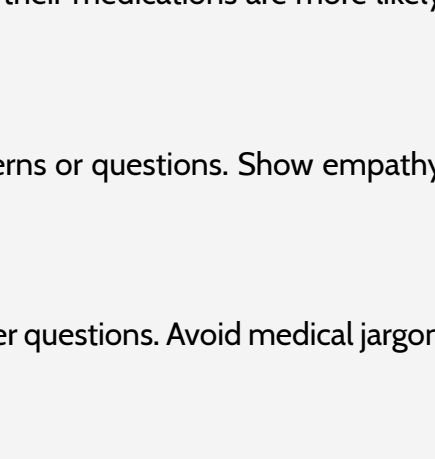 their medications are more likely
erns or questions. Show empathy
er questions. Avoid medical jargon